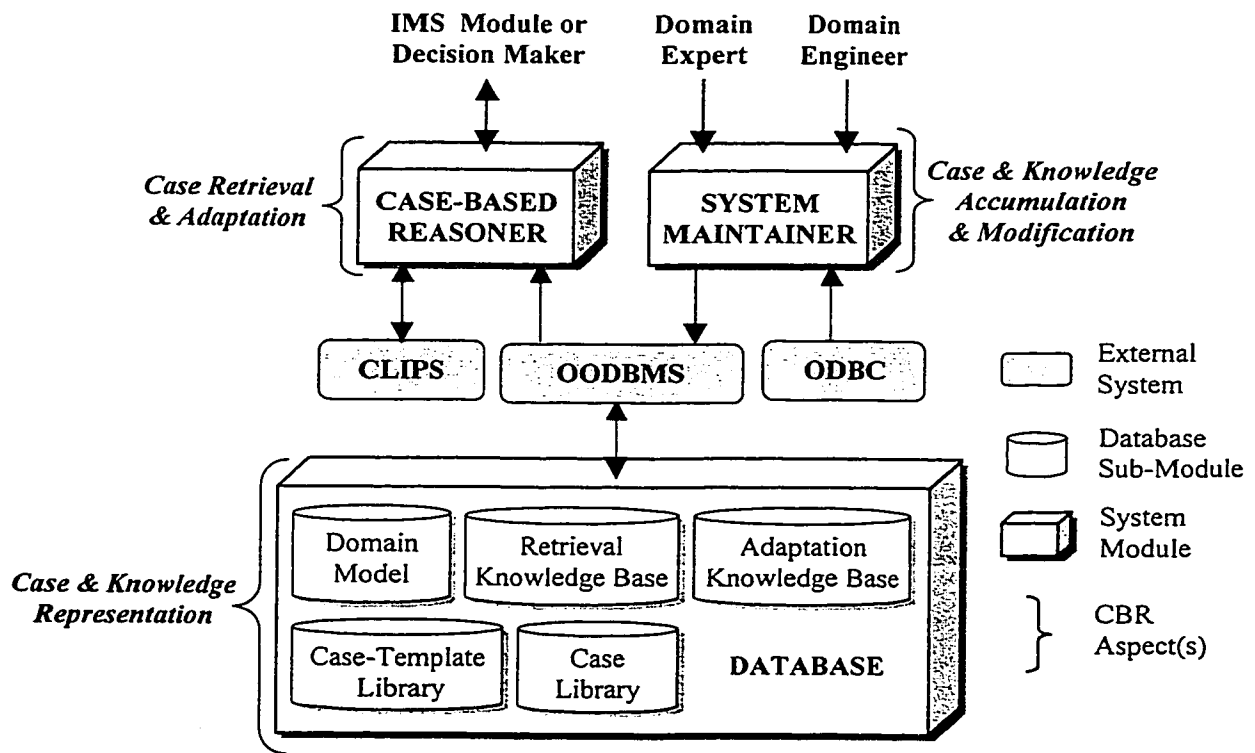 IMS Module or
Decision Maker
Domain
Expert
Domain
Engineer
Case Retrieval
& Adaptation
CASE-BASED
REASONER
SYSTEM
MAINTAINER
Case & Knowledge
Accumulation
& Modification
CLIPS
OODBMS
ODBC
External
System
Database
Sub-Module
System
Module
CBR
Aspect(s)
Case & Knowledge
Representation
Domain
Model
Retrieval
Knowledge Base
Adaptation
Knowledge Base
Case-Template
Library
Case
Library
DATABASE